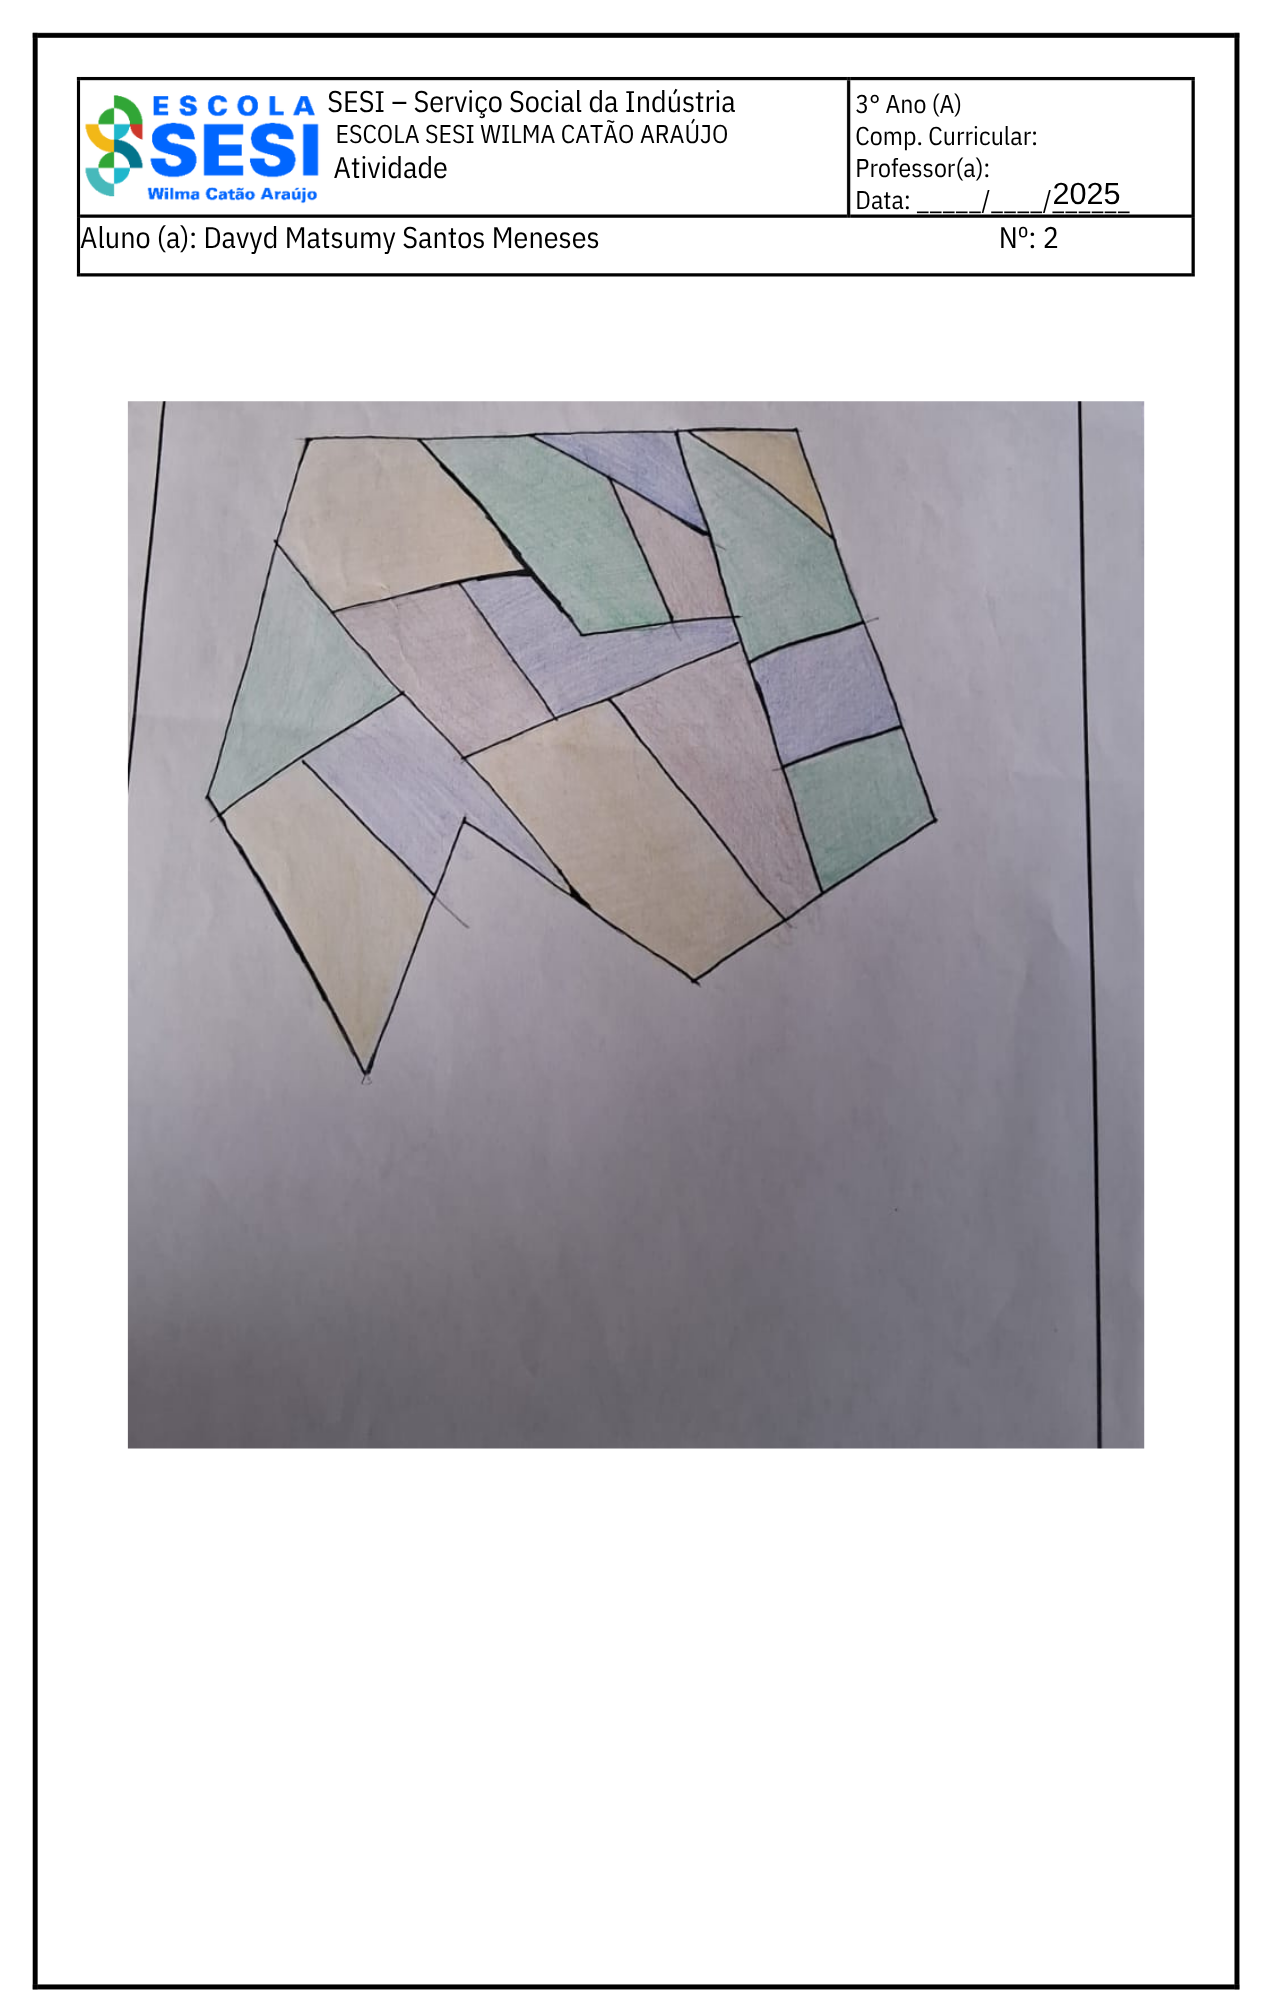 ESCOLA
SESI
Wilma Catão Araújo
SESI – Serviço Social da Indústria
ESCOLA SESI WILMA CATÃO ARAÚJO
Atividade
3° Ano (A)
Comp. Curricular:
Professor(a):
Data: _____/____/2025
Aluno (a): Davyd Matsumy Santos Meneses Nº: 2